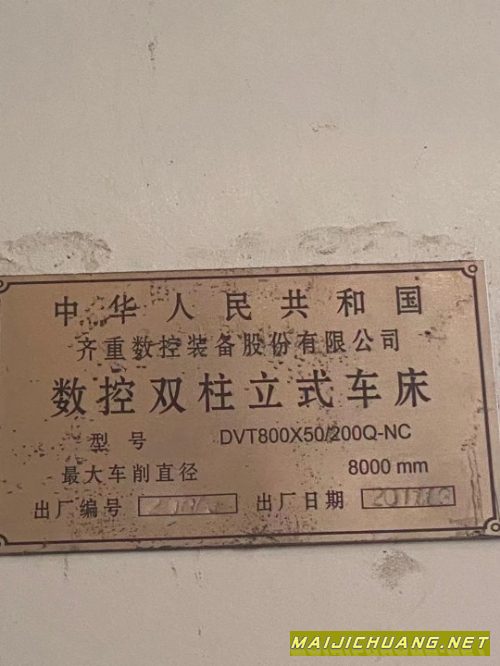 中华人民共和国
齐重数控装备股份有限公司
数控双柱立式车床
型号 DVT800X50/200Q-NC
最大车削直径 8000 mm
出厂编号 出厂日期
MAIJICHUANG.NET